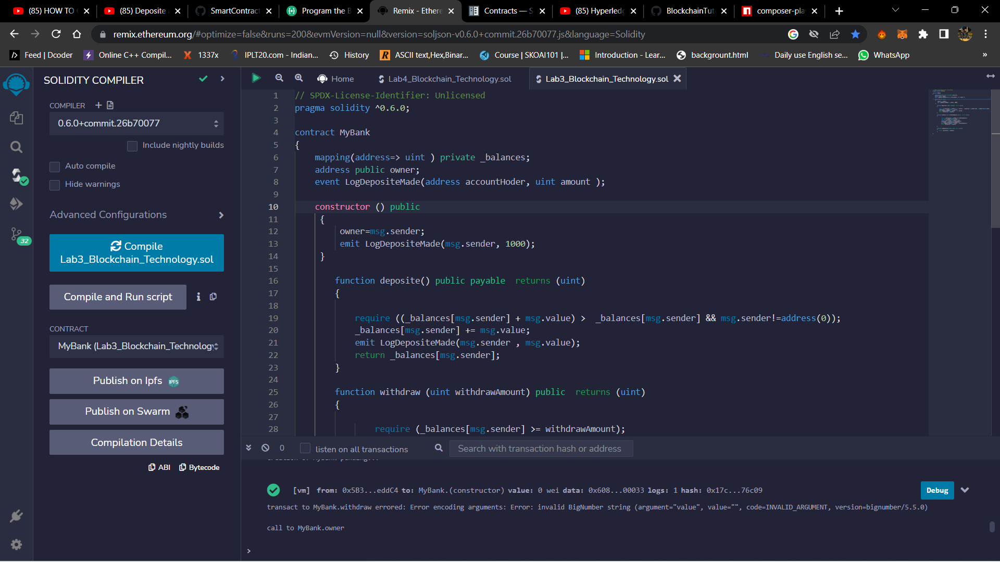 (85) HOW TO
(85) Deposite
SmartContract
Program the B
Remix - Ethere
Contracts — S
(85) Hyperledg
BlockchainTut
composer-pla
remix.ethereum.org/#optimize=false&runs=200&evmVersion=null&version=soljson-v0.6.0+commit.26b70077.js&language=Solidity
Feed | Dcoder
Online C++ Compil...
1337x
IPLT20.com - Indian...
History
ASCII text,Hex,Binar...
Course | SKOAI101 |...
Introduction - Lear...
backgrount.html
Daily use English se...
WhatsApp
»
SOLIDITY COMPILER
COMPILER
0.6.0+commit.26b70077
Include nightly builds
Auto compile
Hide warnings
Advanced Configurations
32
Compile
Lab3_Blockchain_Technology.sol
Compile and Run script
CONTRACT
MyBank (Lab3_Blockchain_Technology
Publish on Ipfs IPFS
Publish on Swarm
Compilation Details
ABI Bytecode
Home
Lab4_Blockchain_Technology.sol
Lab3_Blockchain_Technology.sol
1 // SPDX-License-Identifier: Unlicensed
2 pragma solidity ^0.6.0;
3
4 contract MyBank
5 {
6 mapping(address=> uint ) private _balances;
7 address public owner;
8 event LogDepositeMade(address accountHoder, uint amount );
9
10 constructor () public
11 {
12 owner=msg.sender;
13 emit LogDepositeMade(msg.sender, 1000);
14 }
15
16 function deposite() public payable  returns (uint)
17 {
18
19 require ((_balances[msg.sender] + msg.value) >  _balances[msg.sender] && msg.sender!=address(0));
20 _balances[msg.sender] += msg.value;
21 emit LogDepositeMade(msg.sender , msg.value);
22 return _balances[msg.sender];
23 }
24
25 function withdraw (uint withdrawAmount) public  returns (uint)
26 {
27
28 require (_balances[msg.sender] >= withdrawAmount);
0
listen on all transactions
Search with transaction hash or address
creation of MyBank pending...
[vm] from: 0x5B3...eddC4 to: MyBank.(constructor) value: 0 wei data: 0x608...00033 logs: 1 hash: 0x17c...76c09
Debug
transact to MyBank.withdraw errored: Error encoding arguments: Error: invalid BigNumber string (argument="value", value="", code=INVALID_ARGUMENT, version=bignumber/5.5.0)
call to MyBank.owner
>